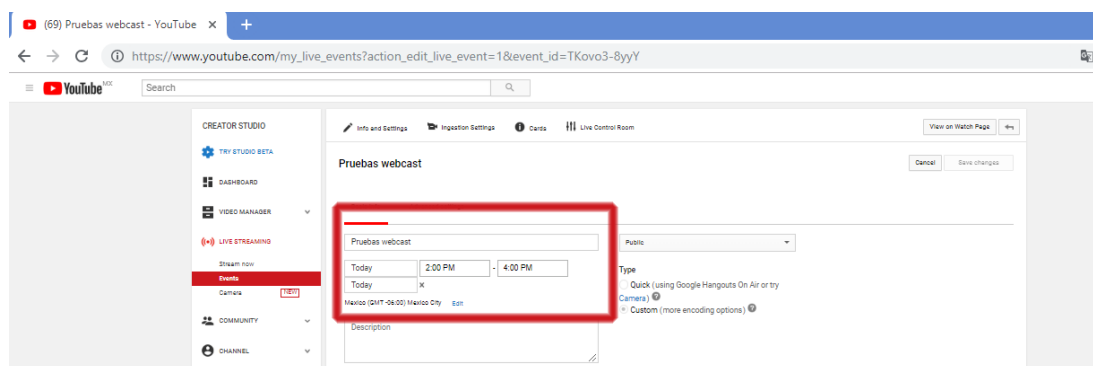 (69) Pruebas webcast - YouTube
https://www.youtube.com/my_live_events?action_edit_live_event=1&event_id=TKovo3-8yyY
YouTube MX
Search
CREATOR STUDIO
TRY STUDIO BETA
DASHBOARD
VIDEO MANAGER
LIVE STREAMING
Stream now
Events
Camera NEW
COMMUNITY
CHANNEL
Info and Settings Ingestion Settings Cards Live Control Room View on Watch Page
Pruebas webcast Cancel Save changes
Pruebas webcast
Today 2:00 PM - 4:00 PM
Today x
Mexico (GMT -06:00) Mexico City Edit
Description
Public
Type
Quick (using Google Hangouts On Air or try
Camera) ?
Custom (more encoding options) ?